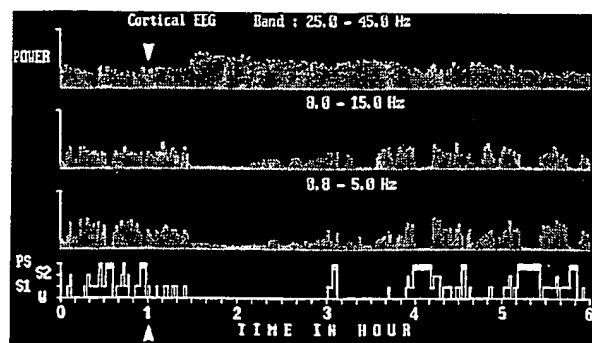 Cortical EEG Band : 25.0 - 45.0 Hz
POWER
8.0 - 15.0 Hz
0.8 - 5.0 Hz
PS
S2
S1
W
0 1 2 3 4 5 6
TIME IN HOUR